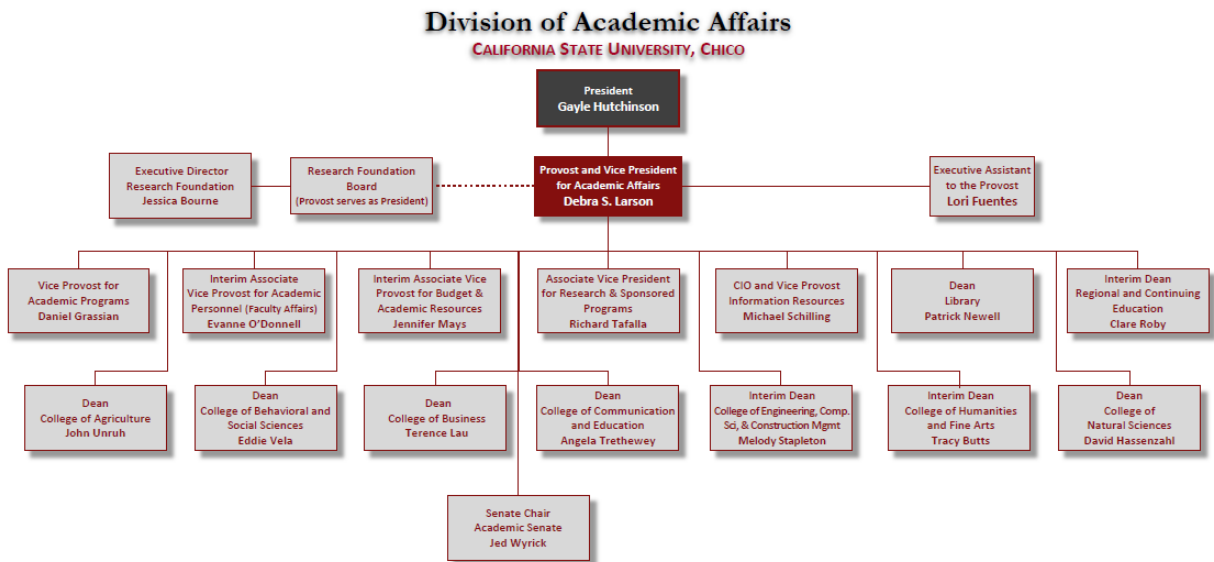 Division of Academic Affairs
CALIFORNIA STATE UNIVERSITY, CHICO
President
Gayle Hutchinson
Executive Director
Research Foundation
Jessica Bourne
Research Foundation
Board
(Provost serves as President)
Provost and Vice President
for Academic Affairs
Debra S. Larson
Executive Assistant
to the Provost
Lori Fuentes
Vice Provost for
Academic Programs
Daniel Grassian
Interim Associate
Vice Provost for Academic
Personnel (Faculty Affairs)
Evanne O’Donnell
Interim Associate Vice
Provost for Budget &
Academic Resources
Jennifer Mays
Associate Vice President
for Research & Sponsored
Programs
Richard Tafalla
CIO and Vice Provost
Information Resources
Michael Schilling
Dean
Library
Patrick Newell
Interim Dean
Regional and Continuing
Education
Clare Roby
Dean
College of Agriculture
John Unruh
Dean
College of Behavioral and
Social Sciences
Eddie Vela
Dean
College of Business
Terence Lau
Dean
College of Communication
and Education
Angela Trethewey
Interim Dean
College of Engineering, Comp.
Sci, & Construction Mgmt
Melody Stapleton
Interim Dean
College of Humanities
and Fine Arts
Tracy Butts
Dean
College of
Natural Sciences
David Hassenzahl
Senate Chair
Academic Senate
Jed Wyrick